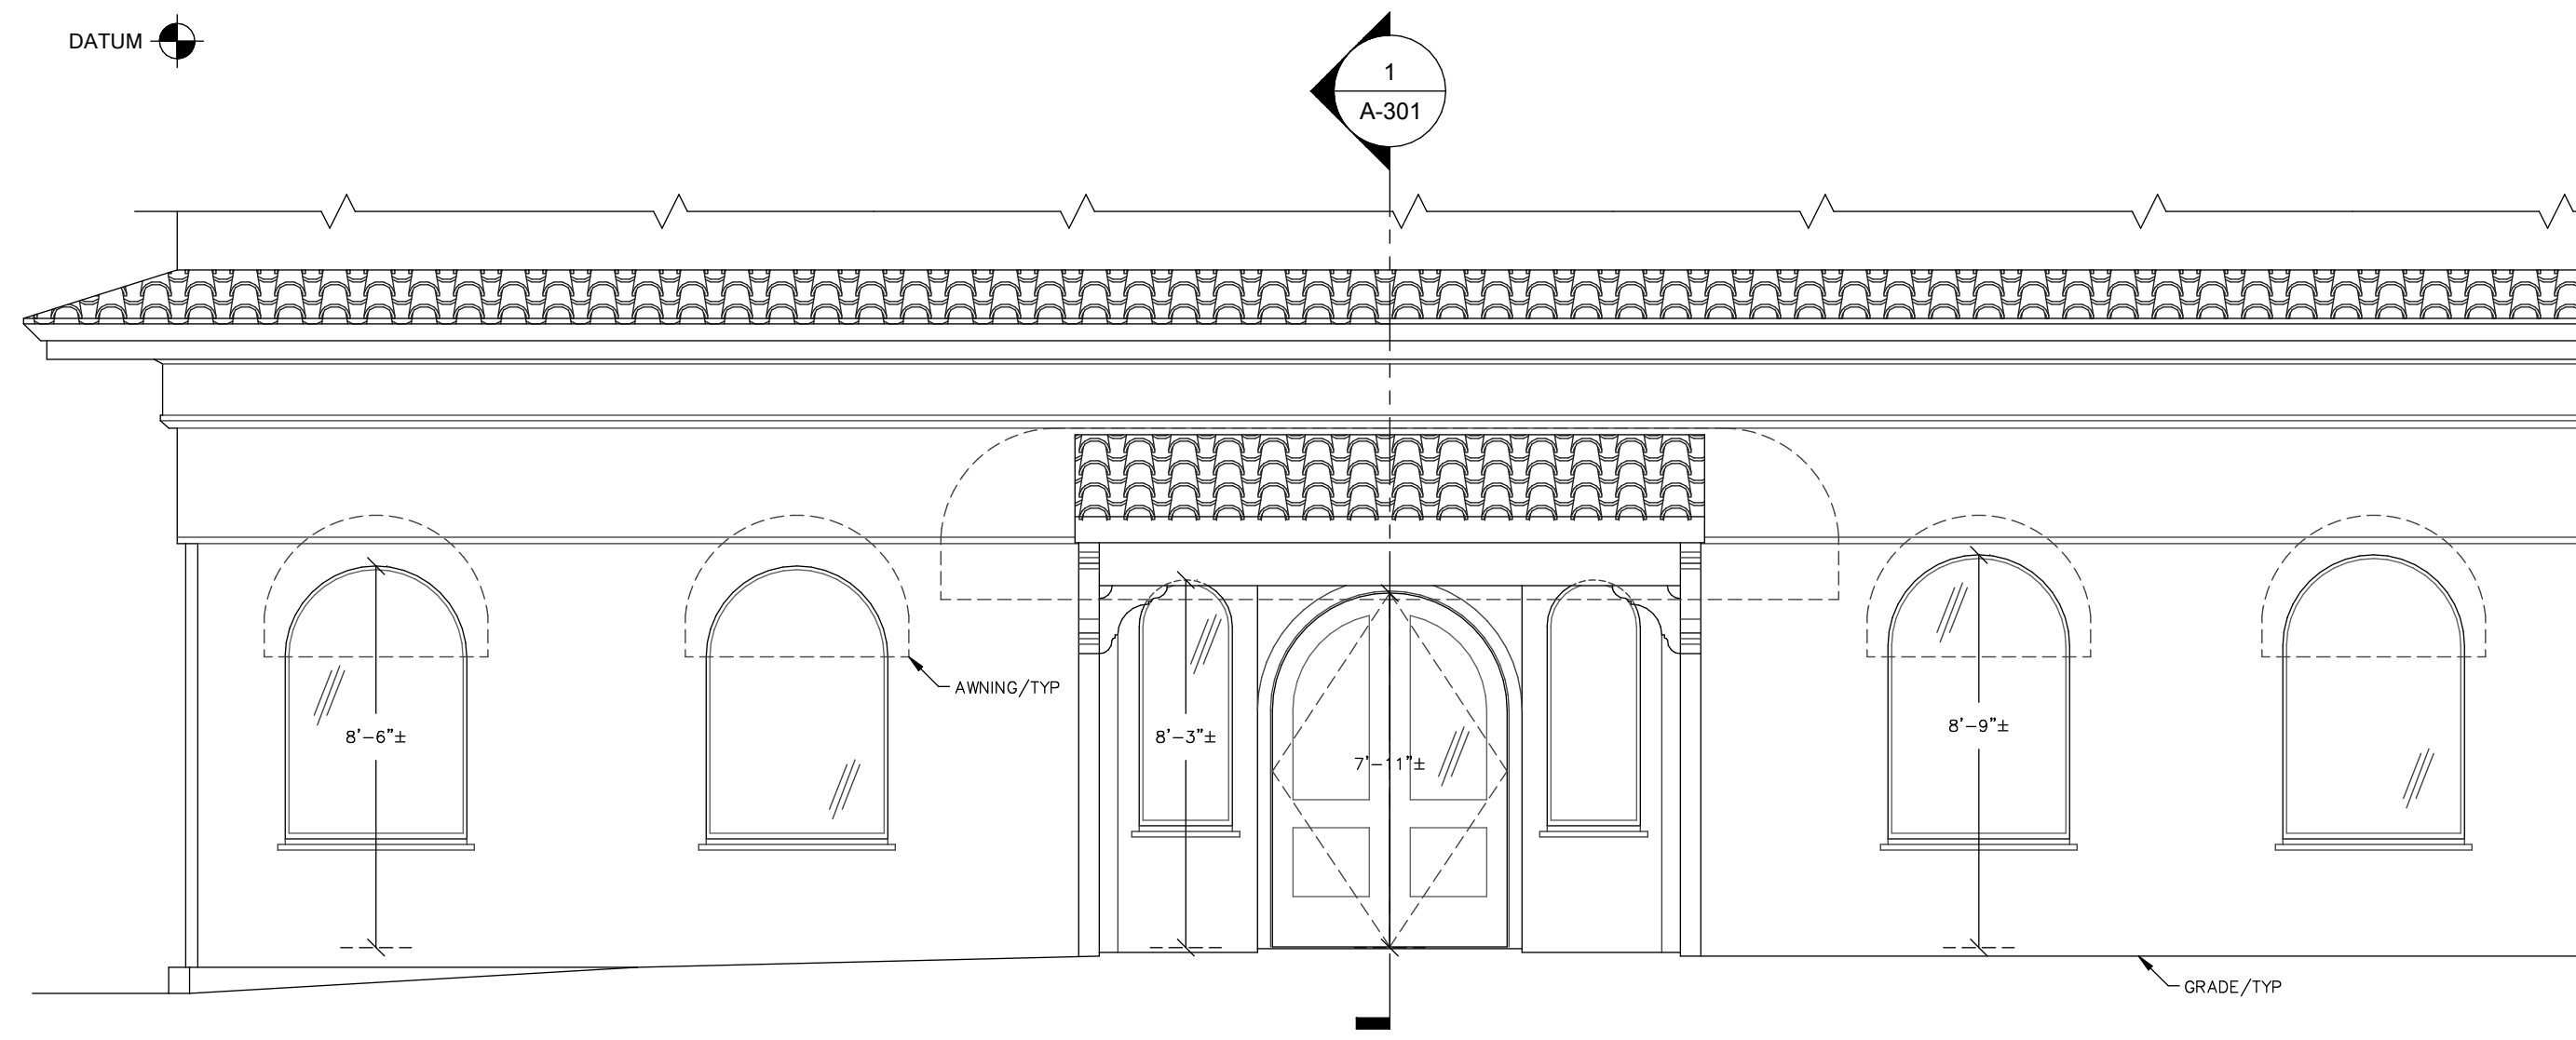 DATUM
1
A-301
AWNING/TYP
8'-6"±
8'-3"±
7'-11"±
8'-9"±
GRADE/TYP